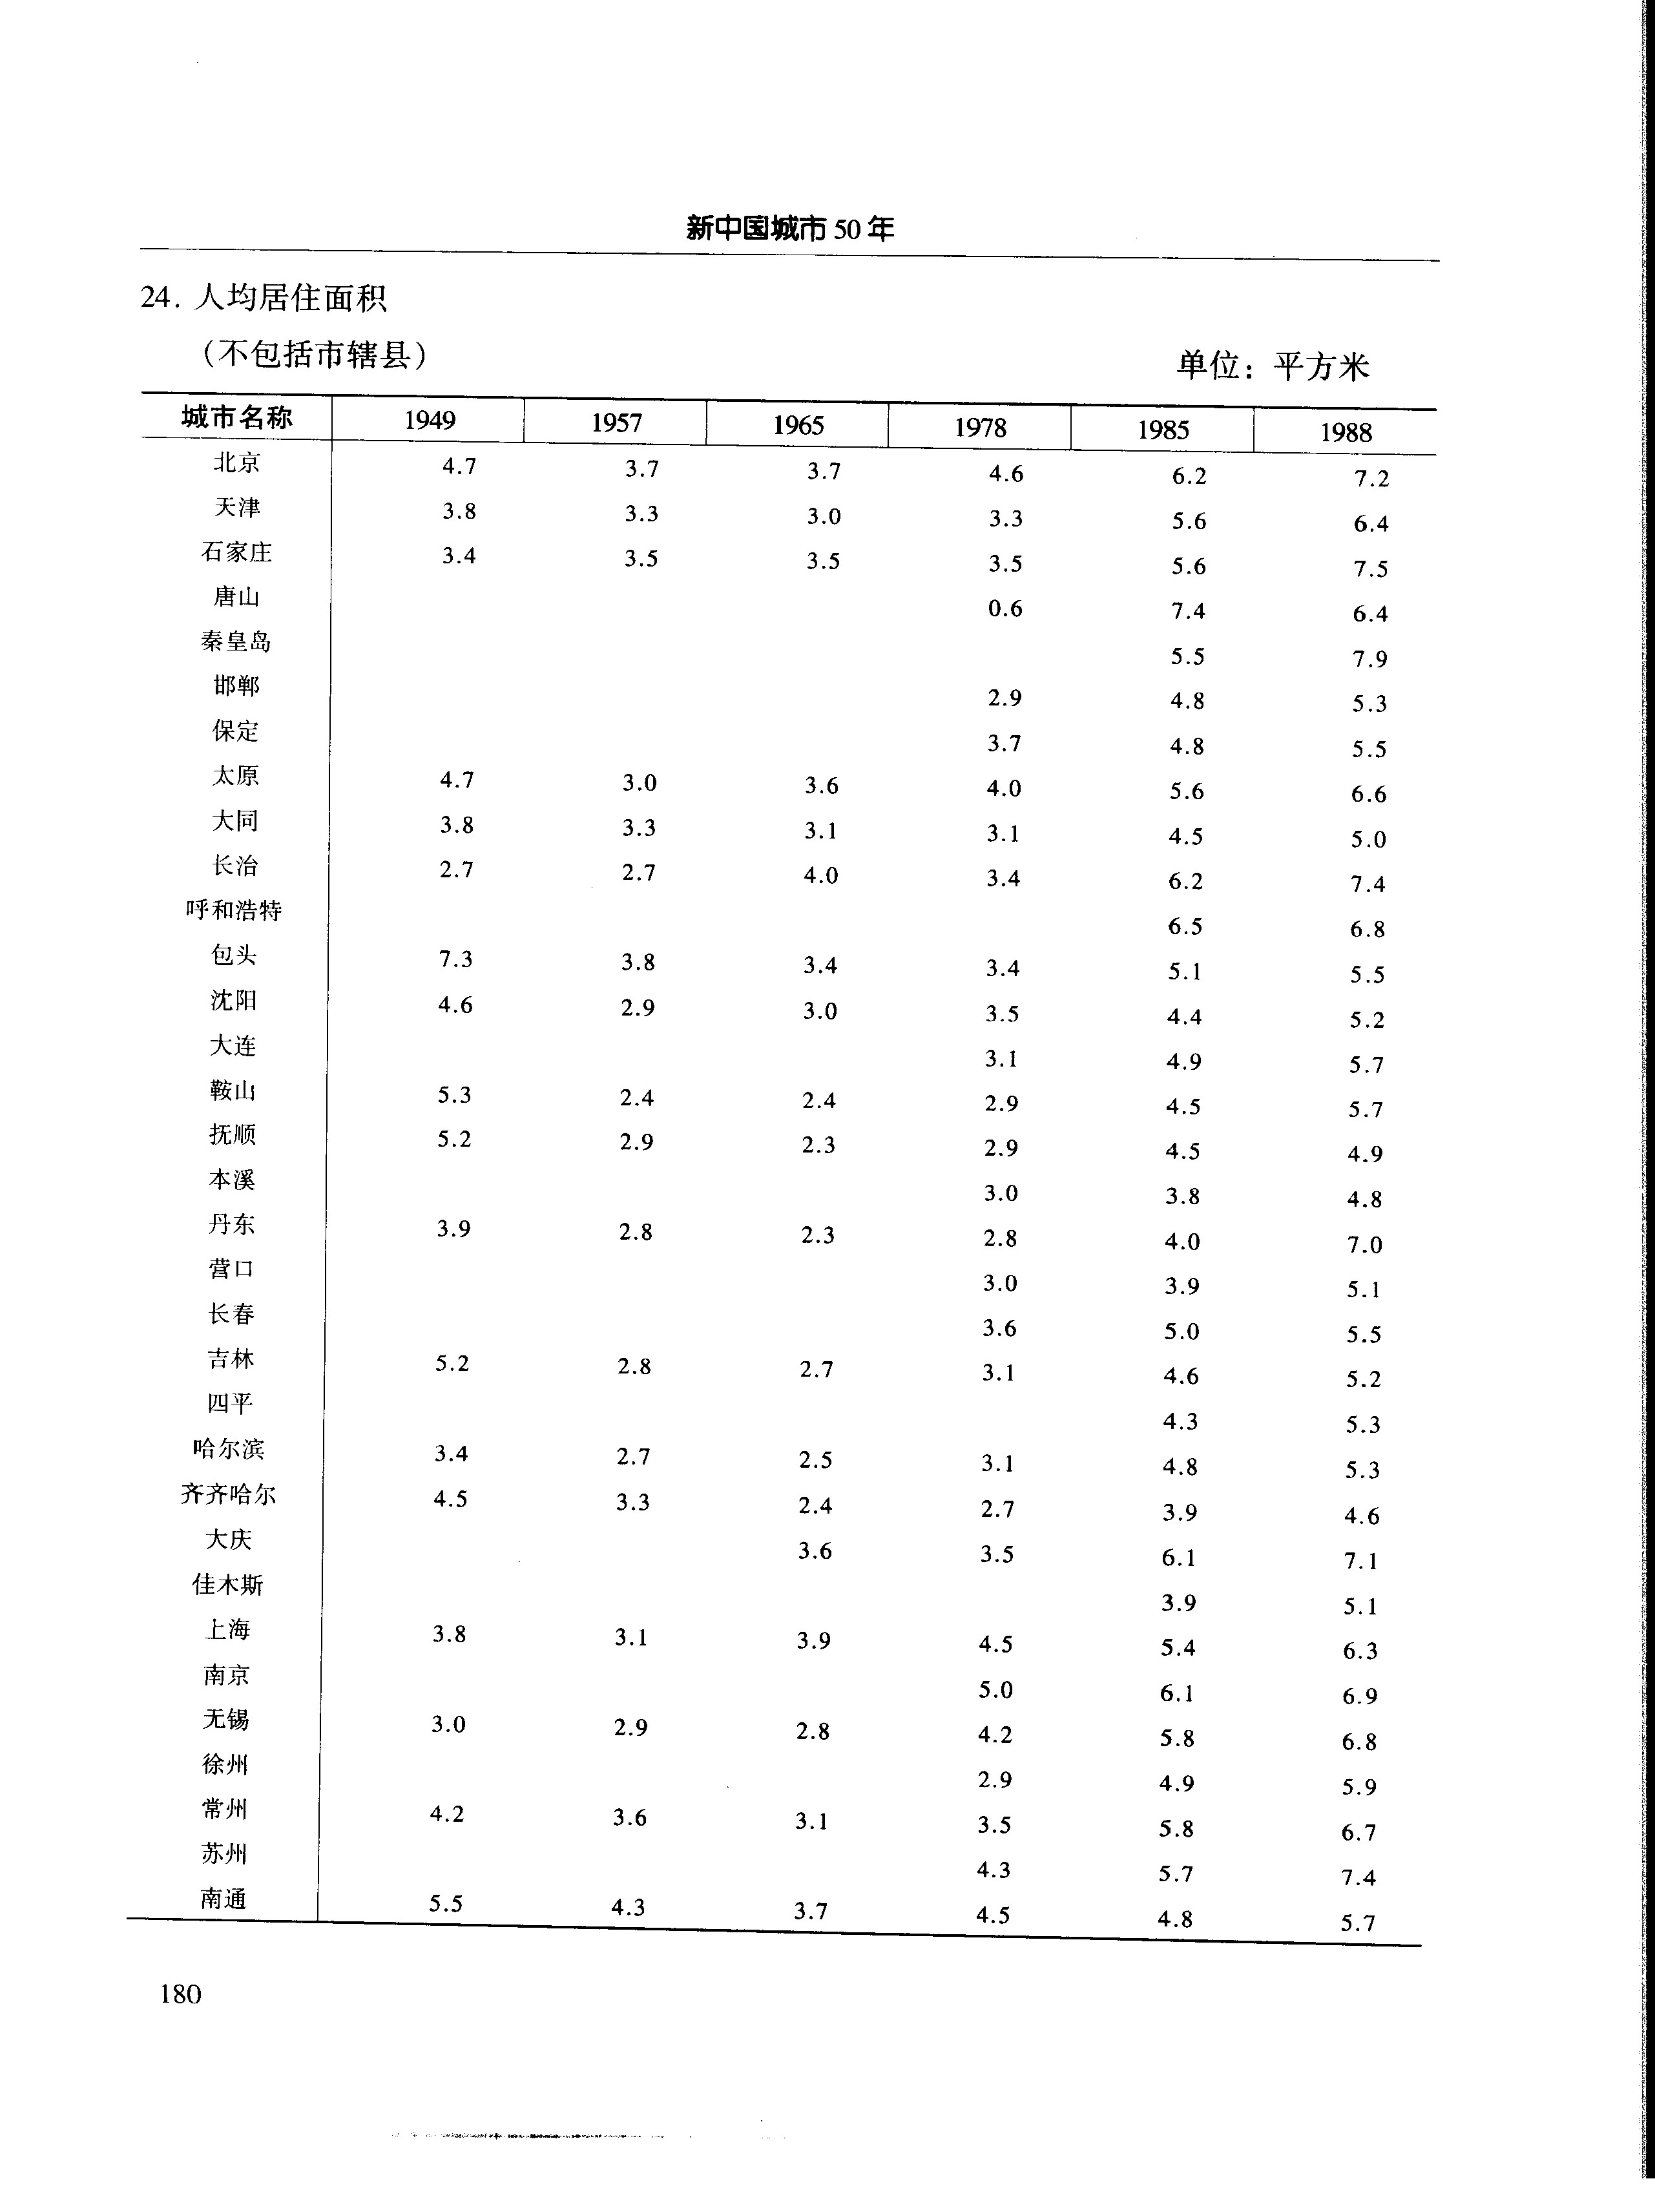 新中国城市 50 年
24. 人均居住面积
(不包括市辖县) 单位: 平方米
城市名称 1949 1957 1965 1978 1985 1988
北京 4.7 3.7 3.7 4.6 6.2 7.2
天津 3.8 3.3 3.0 3.3 5.6 6.4
石家庄 3.4 3.5 3.5 3.5 5.6 7.5
唐山 0.6 7.4 6.4
秦皇岛 5.5 7.9
邯郸 2.9 4.8 5.3
保定 3.7 4.8 5.5
太原 4.7 3.0 3.6 4.0 5.6 6.6
大同 3.8 3.3 3.1 3.1 4.5 5.0
长治 2.7 2.7 4.0 3.4 6.2 7.4
呼和浩特 6.5 6.8
包头 7.3 3.8 3.4 3.4 5.1 5.5
沈阳 4.6 2.9 3.0 3.5 4.4 5.2
大连 3.1 4.9 5.7
鞍山 5.3 2.4 2.4 2.9 4.5 5.7
抚顺 5.2 2.9 2.3 2.9 4.5 4.9
本溪 3.0 3.8 4.8
丹东 3.9 2.8 2.3 2.8 4.0 7.0
营口 3.0 3.9 5.1
长春 3.6 5.0 5.5
吉林 5.2 2.8 2.7 3.1 4.6 5.2
四平 4.3 5.3
哈尔滨 3.4 2.7 2.5 3.1 4.8 5.3
齐齐哈尔 4.5 3.3 2.4 2.7 3.9 4.6
大庆 3.6 3.5 6.1 7.1
佳木斯 3.9 5.1
上海 3.8 3.1 3.9 4.5 5.4 6.3
南京 5.0 6.1 6.9
无锡 3.0 2.9 2.8 4.2 5.8 6.8
徐州 2.9 4.9 5.9
常州 4.2 3.6 3.1 3.5 5.8 6.7
苏州 4.3 5.7 7.4
南通 5.5 4.3 3.7 4.5 4.8 5.7
180